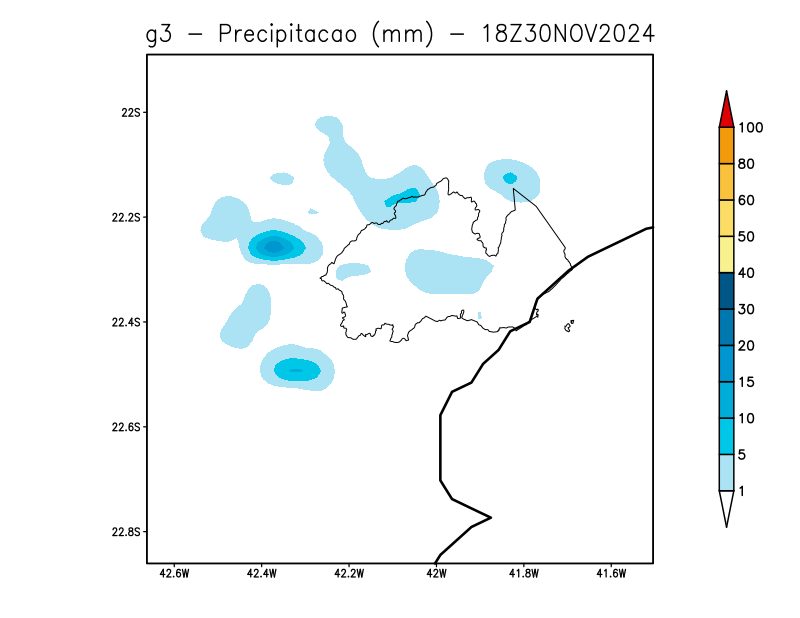 g3 – Precipitacao (mm) – 18Z30NOV2024
22S
22.2S
22.4S
22.6S
22.8S
42.6W
42.4W
42.2W
42W
41.8W
41.6W
100
80
60
50
40
30
20
15
10
5
1